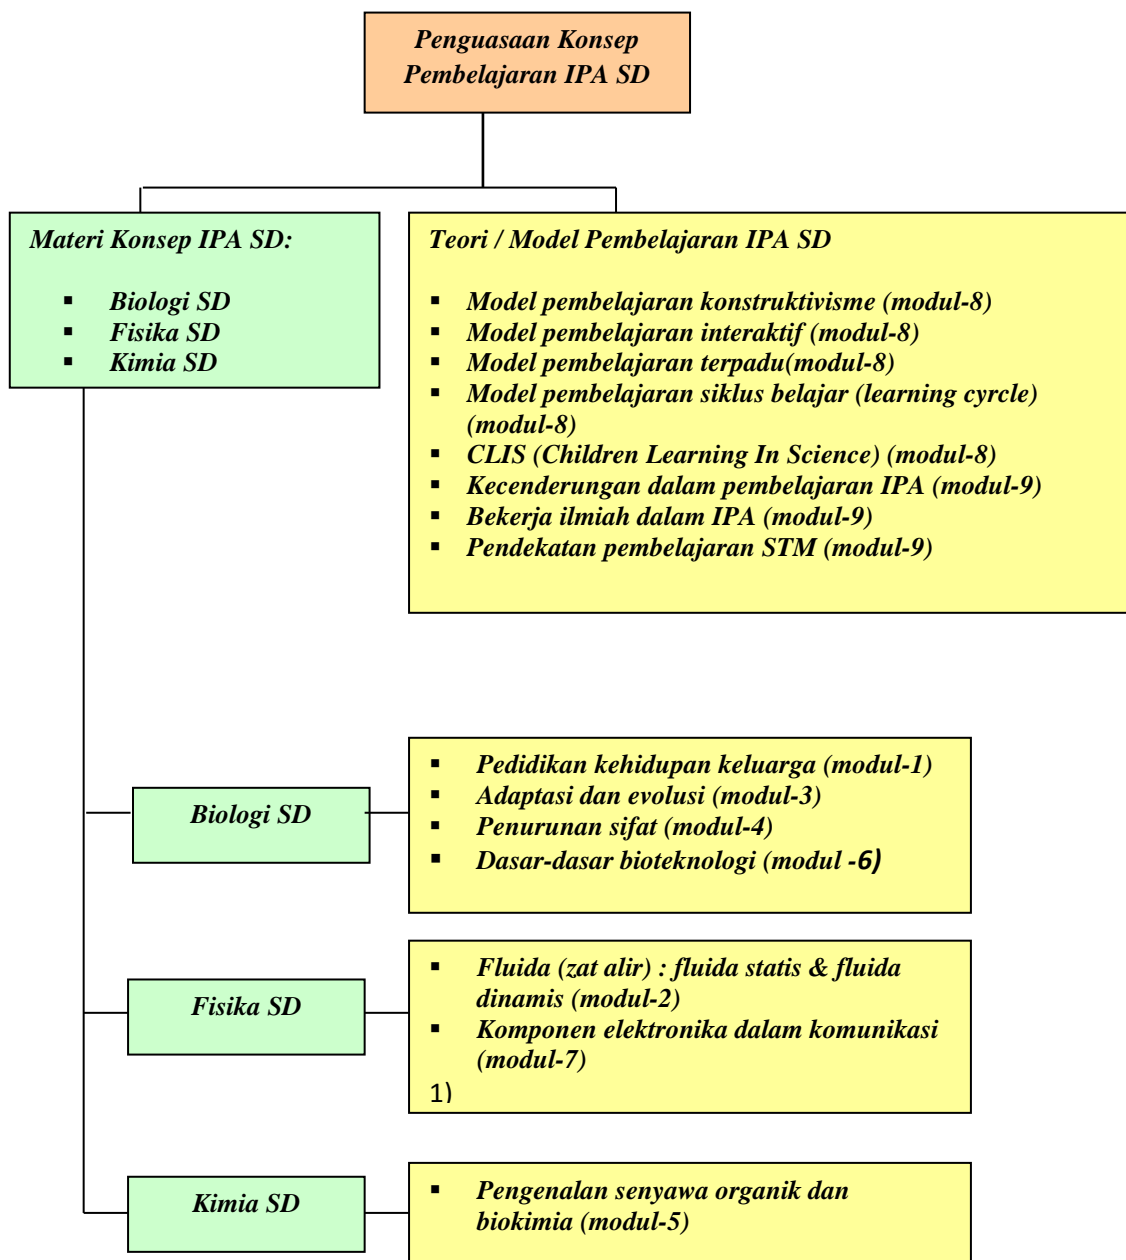 Penguasaan Konsep
Pembelajaran IPA SD
Materi Konsep IPA SD:
▪ Biologi SD
▪ Fisika SD
▪ Kimia SD
Teori / Model Pembelajaran IPA SD
▪ Model pembelajaran konstruktivisme (modul-8)
▪ Model pembelajaran interaktif (modul-8)
▪ Model pembelajaran terpadu(modul-8)
▪ Model pembelajaran siklus belajar (learning cyrcle)
(modul-8)
▪ CLIS (Children Learning In Science) (modul-8)
▪ Kecenderungan dalam pembelajaran IPA (modul-9)
▪ Bekerja ilmiah dalam IPA (modul-9)
▪ Pendekatan pembelajaran STM (modul-9)
Biologi SD
▪ Pedidikan kehidupan keluarga (modul-1)
▪ Adaptasi dan evolusi (modul-3)
▪ Penurunan sifat (modul-4)
▪ Dasar-dasar bioteknologi (modul -6)
Fisika SD
▪ Fluida (zat alir) : fluida statis & fluida
dinamis (modul-2)
▪ Komponen elektronika dalam komunikasi
(modul-7)
1)
Kimia SD
▪ Pengenalan senyawa organik dan
biokimia (modul-5)